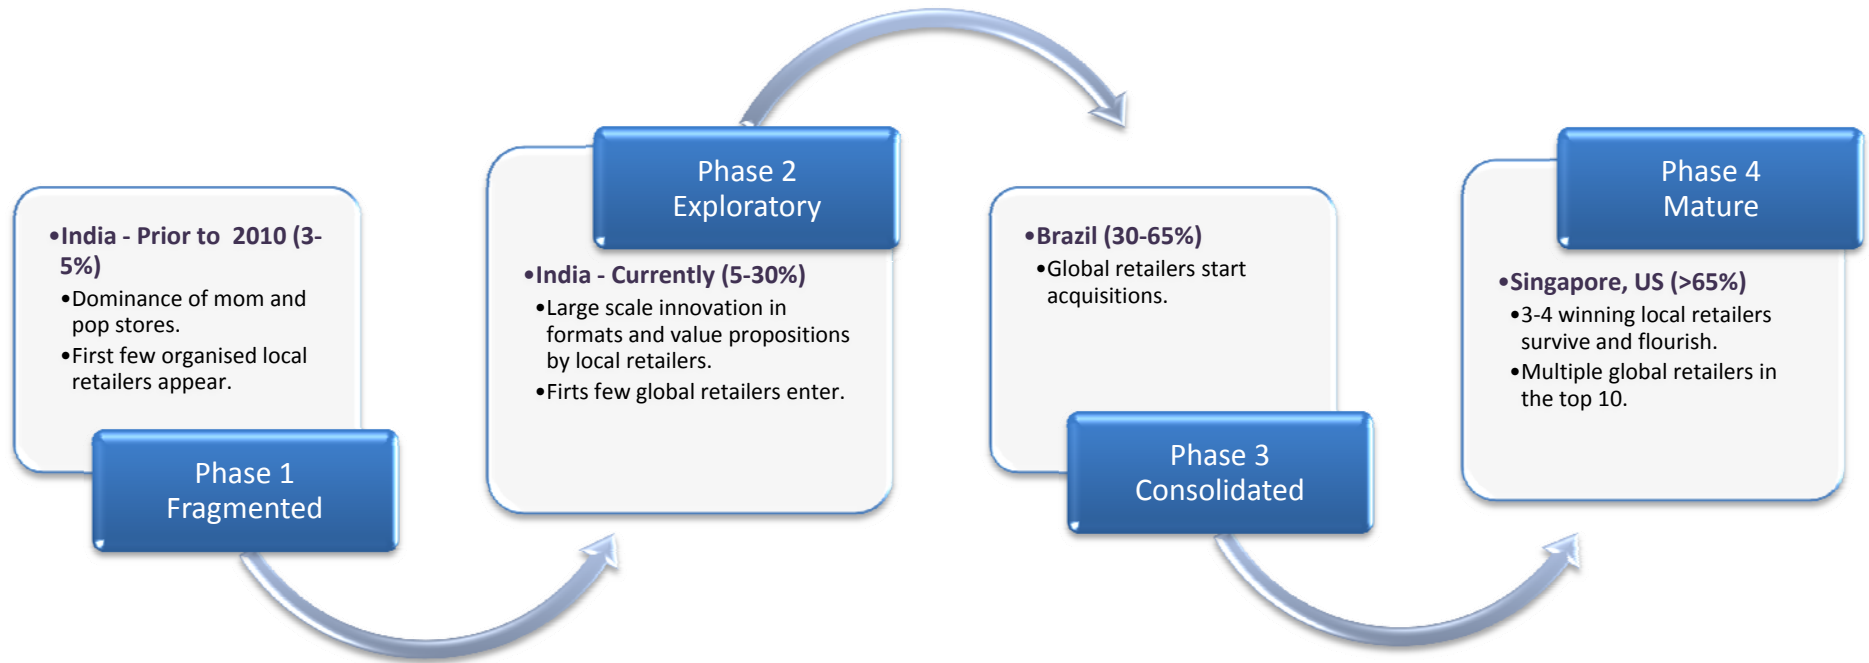 •India - Prior to  2010 (3-
5%)
•Dominance of mom and
pop stores.
•First few organised local
retailers appear.
Phase 1
Fragmented
Phase 2
Exploratory
•India - Currently (5-30%)
•Large scale innovation in
formats and value propositions
by local retailers.
•Firts few global retailers enter.
•Brazil (30-65%)
•Global retailers start
acquisitions.
Phase 3
Consolidated
Phase 4
Mature
•Singapore, US (>65%)
•3-4 winning local retailers
survive and flourish.
•Multiple global retailers in
the top 10.